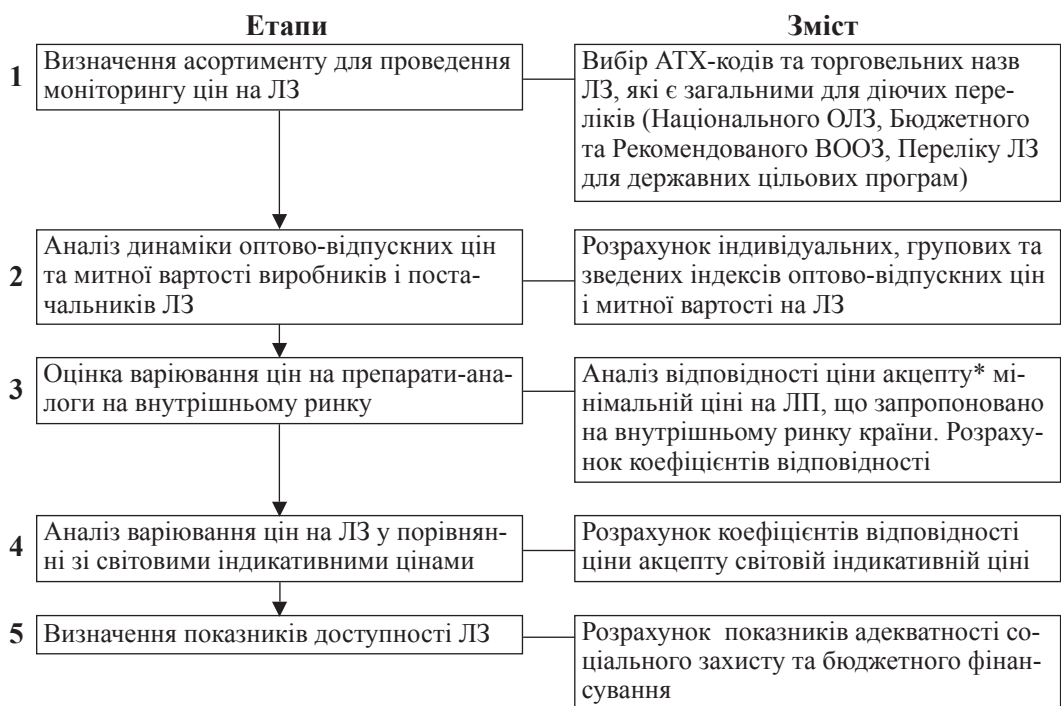 Етапи
Зміст
1
Визначення асортименту для проведення
моніторингу цін на ЛЗ
Вибір АТХ-кодів та торговельних назв
ЛЗ, які є загальними для діючих пере-
ліків (Національного ОЛЗ, Бюджетного
та Рекомендованого ВООЗ, Переліку ЛЗ
для державних цільових програм)
2
Аналіз динаміки оптово-відпускних цін
та митної вартості виробників і поста-
чальників ЛЗ
Розрахунок індивідуальних, групових та
зведених індексів оптово-відпускних цін
і митної вартості на ЛЗ
3
Оцінка варіювання цін на препарати-ана-
логи на внутрішньому ринку
Аналіз відповідності ціни акцепту* мі-
німальній ціні на ЛП, що запропоновано
на внутрішньому ринку країни. Розраху-
нок коефіцієнтів відповідності
4
Аналіз варіювання цін на ЛЗ у порівнян-
ні зі світовими індикативними цінами
Розрахунок коефіцієнтів відповідності
ціни акцепту світовій індикативній ціні
5
Визначення показників доступності ЛЗ
Розрахунок показників адекватності со-
ціального захисту та бюджетного фінан-
сування